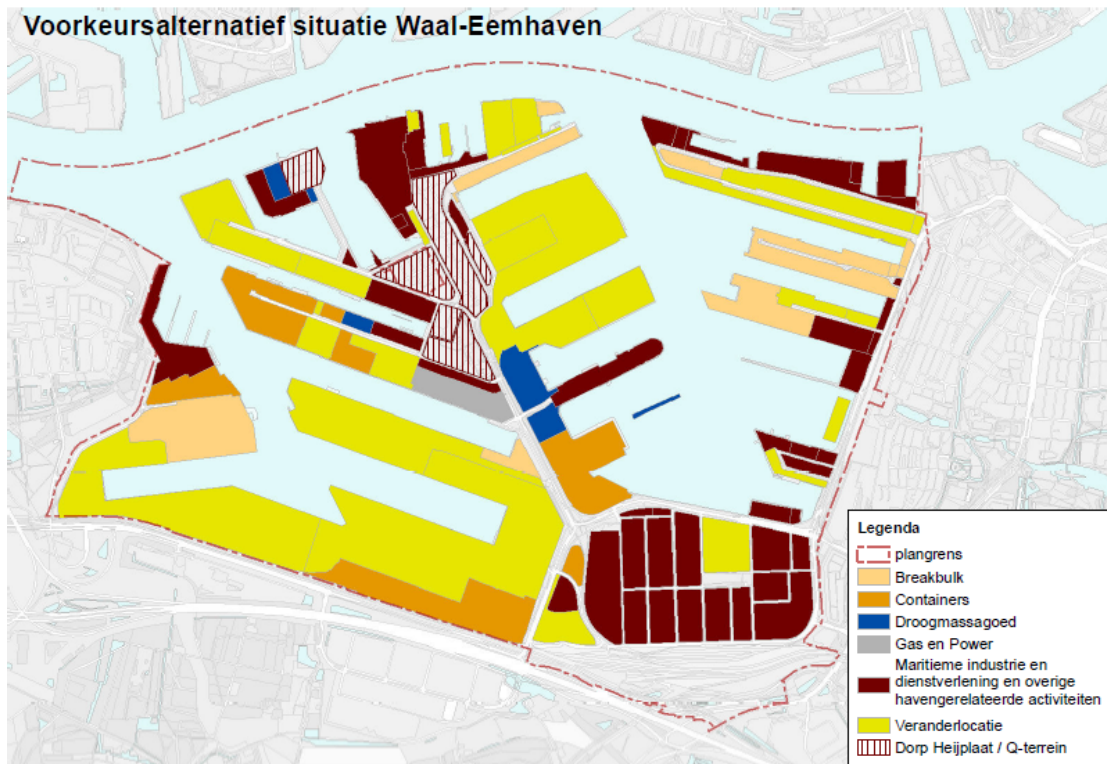 Voorkeursalternatief situatie Waal-Eemhaven
Legenda
plangrens
Breakbulk
Containers
Droogmassagoed
Gas en Power
Maritieme industrie en
dienstverlening en overige
havengerelateerde activiteiten
Veranderlocatie
Dorp Heijplaat / Q-terrein